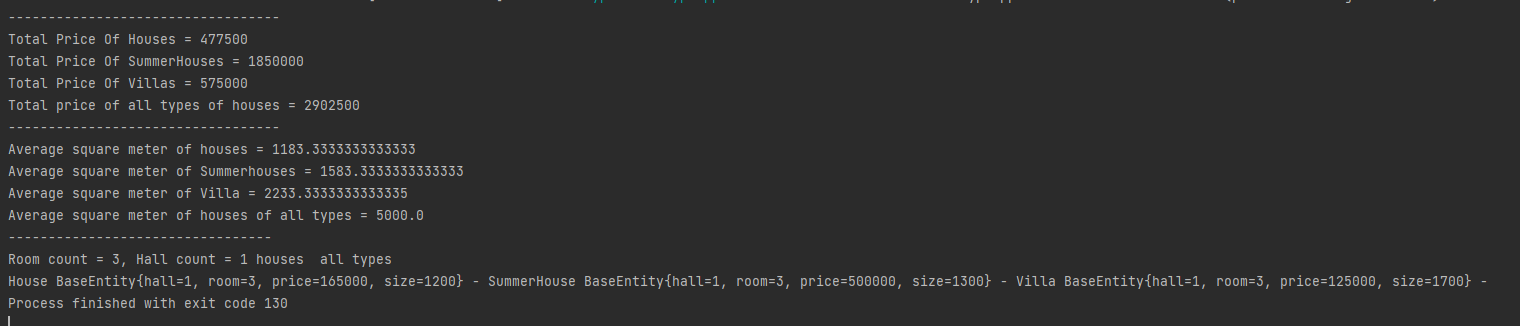 ----------------------------------
Total Price Of Houses = 477500
Total Price Of SummerHouses = 1850000
Total Price Of Villas = 575000
Total price of all types of houses = 2902500
----------------------------------
Average square meter of houses = 1183.3333333333333
Average square meter of Summerhouses = 1583.3333333333333
Average square meter of Villa = 2233.3333333333335
Average square meter of houses of all types = 5000.0
---------------------------------
Room count = 3, Hall count = 1 houses  all types
House BaseEntity{hall=1, room=3, price=165000, size=1200} - SummerHouse BaseEntity{hall=1, room=3, price=500000, size=1300} - Villa BaseEntity{hall=1, room=3, price=125000, size=1700} -
Process finished with exit code 130